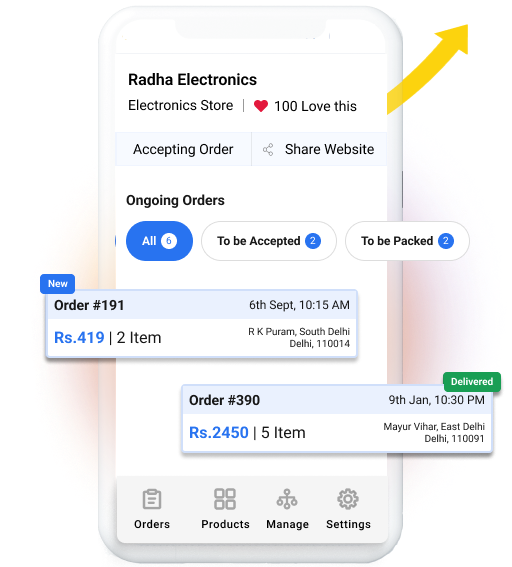 Radha Electronics
Electronics Store | 100 Love this
Accepting Order
Share Website
Ongoing Orders
All 6
To be Accepted 2
To be Packed 2
New
Order #191
6th Sept, 10:15 AM
Rs.419 | 2 Item
R K Puram, South Delhi
Delhi, 110014
Delivered
Order #390
9th Jan, 10:30 PM
Rs.2450 | 5 Item
Mayur Vihar, East Delhi
Delhi, 110091
Orders
Products
Manage
Settings